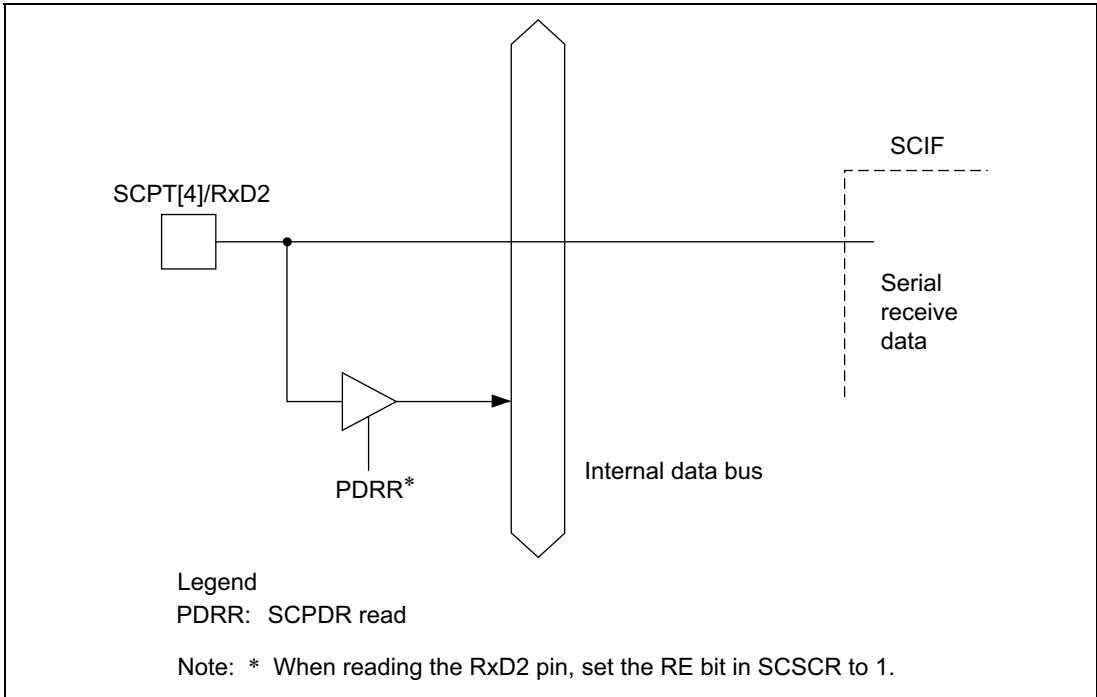 SCIF
SCPT[4]/RxD2
Serial
receive
data
Internal data bus
PDRR*
Legend
PDRR: SCPDR read
Note: * When reading the RxD2 pin, set the RE bit in SCSCR to 1.